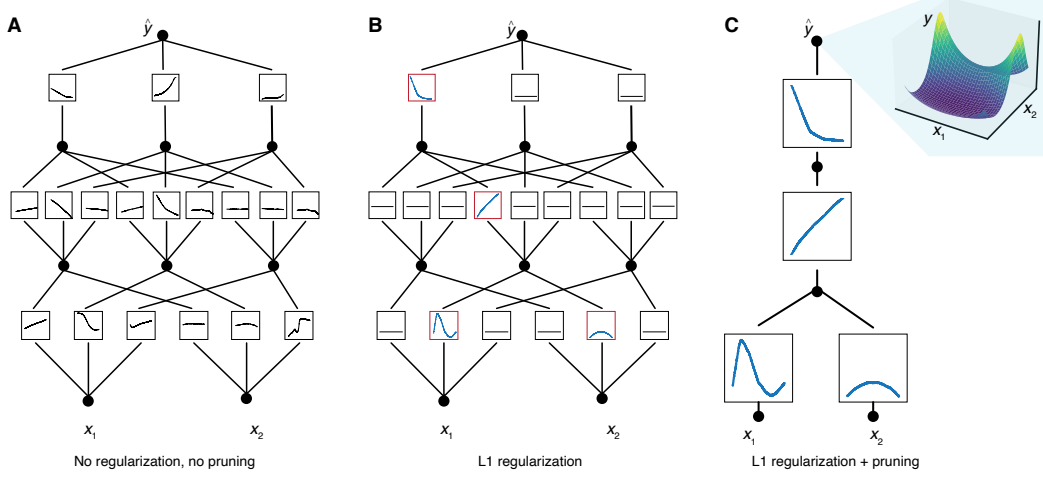 A
ŷ
x1
x2
No regularization, no pruning
B
ŷ
x1
x2
L1 regularization
C
ŷ
y
x1
x2
x1
x2
L1 regularization + pruning